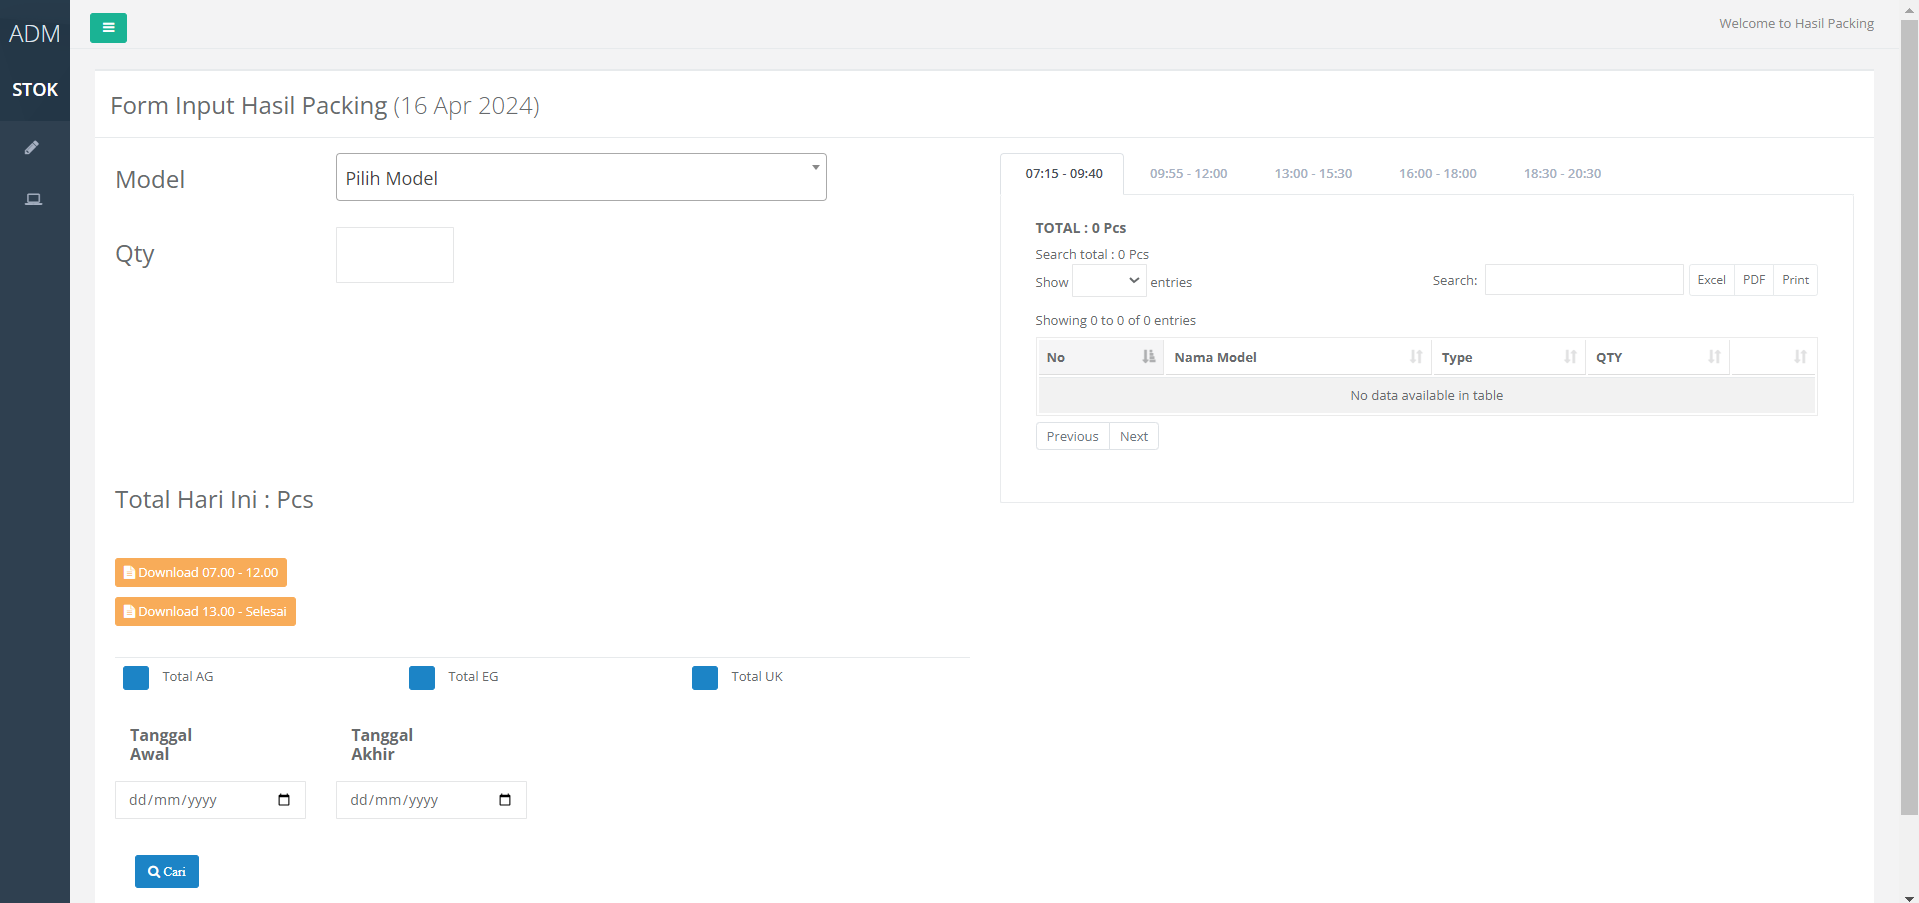 ADM
STOK
Welcome to Hasil Packing
Form Input Hasil Packing (16 Apr 2024)
Model
Pilih Model
Qty
Total Hari Ini : Pcs
Download 07.00 - 12.00
Download 13.00 - Selesai
Total AG
Total EG
Total UK
Tanggal Awal
Tanggal Akhir
dd/mm/yyyy
dd/mm/yyyy
Cari
07:15 - 09:40
09:55 - 12:00
13:00 - 15:30
16:00 - 18:00
18:30 - 20:30
TOTAL : 0 Pcs
Search total : 0 Pcs
Show entries
Search:
Excel
PDF
Print
Showing 0 to 0 of 0 entries
No
Nama Model
Type
QTY
No data available in table
Previous
Next